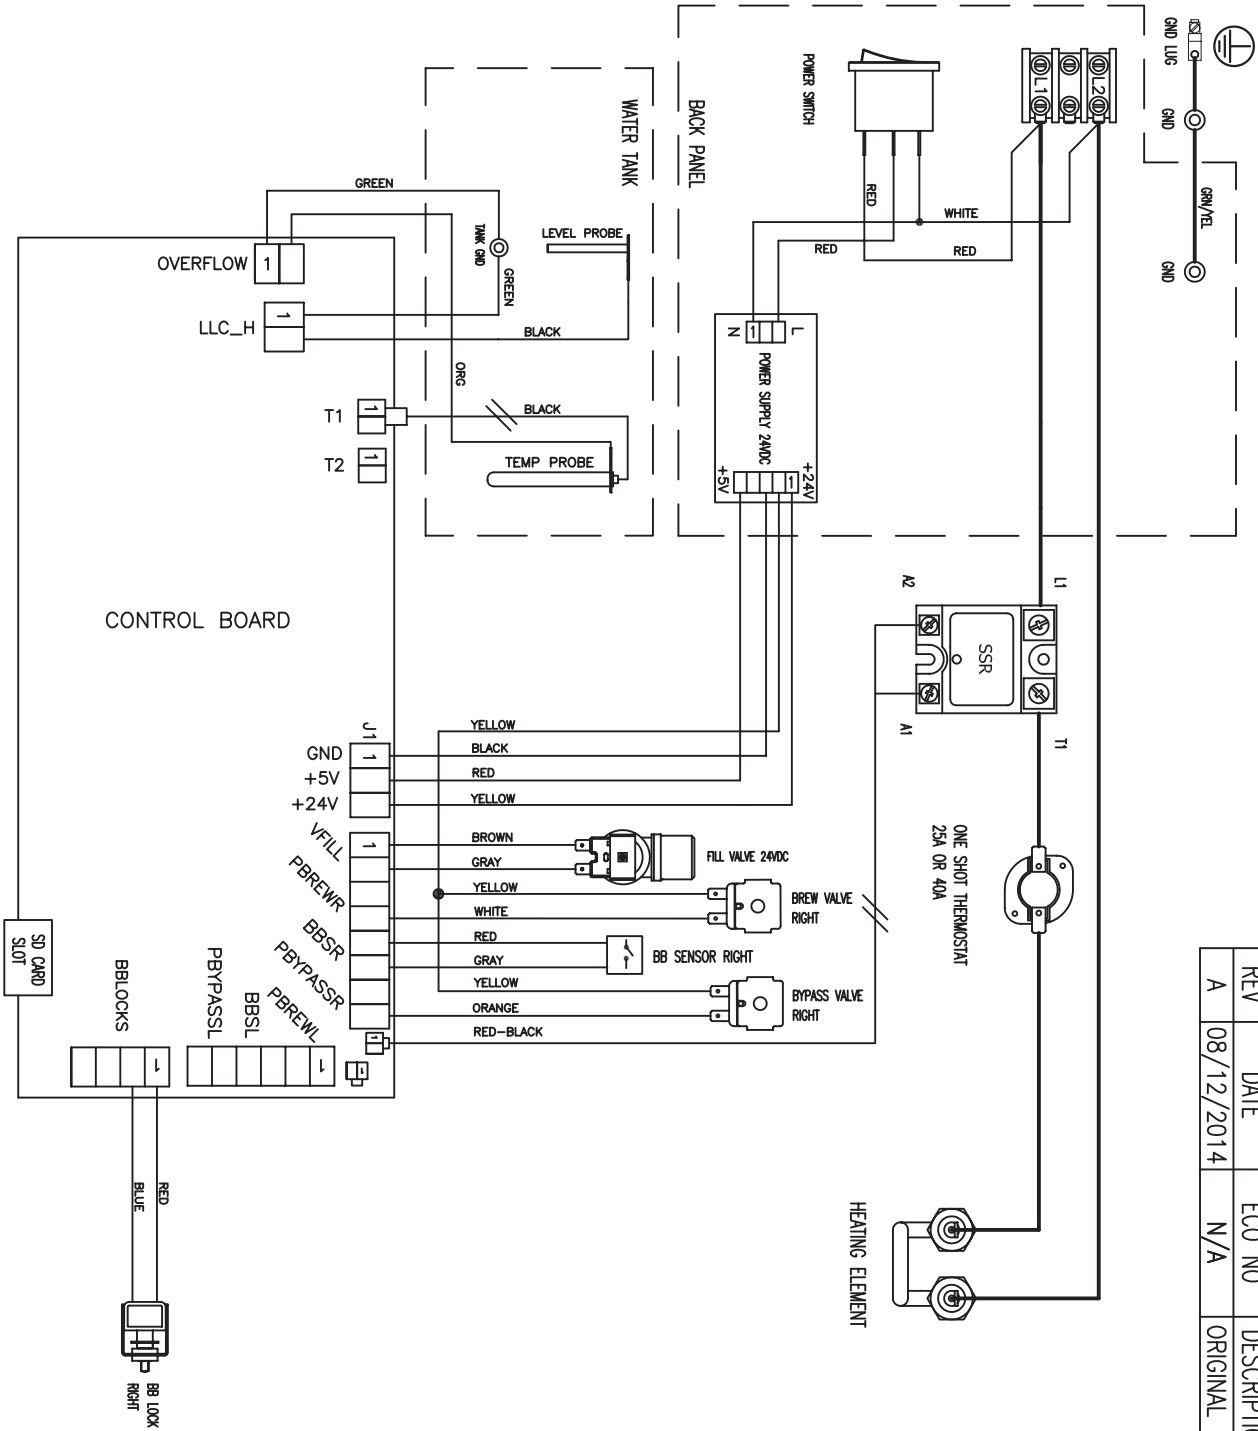 GND LUG
GND
GRN/YEL
GND
L1
L2
POWER SWITCH
BACK PANEL
WATER TANK
RED
WHITE
RED
RED
GREEN
LEVEL PROBE
TANK GND
GREEN
OVERFLOW
1
LLC_H
1
BLACK
ORG
T1
1
BLACK
T2
1
TEMP PROBE
N
1
L
POWER SUPPLY 24VDC
+5V
1
+24V
CONTROL BOARD
A2
L1
SSR
A1
T1
J1
GND
1
+5V
+24V
YELLOW
BLACK
RED
YELLOW
VFILL
1
PBREWR
BBSR
PBYPASSR
BROWN
GRAY
YELLOW
WHITE
RED
GRAY
YELLOW
ORANGE
RED-BLACK
FILL VALVE 24VDC
BREW VALVE
RIGHT
BB SENSOR RIGHT
BYPASS VALVE
RIGHT
ONE SHOT THERMOSTAT
25A OR 40A
HEATING ELEMENT
SD CARD
SLOT
BBLOCKS
PBYPASSL
BBSL
PBREWL
1
1
1
1
RED
BLUE
BB LOCK
RIGHT
REV DATE ECO NO DESCRIPTIO
A 08/12/2014 N/A ORIGINAL